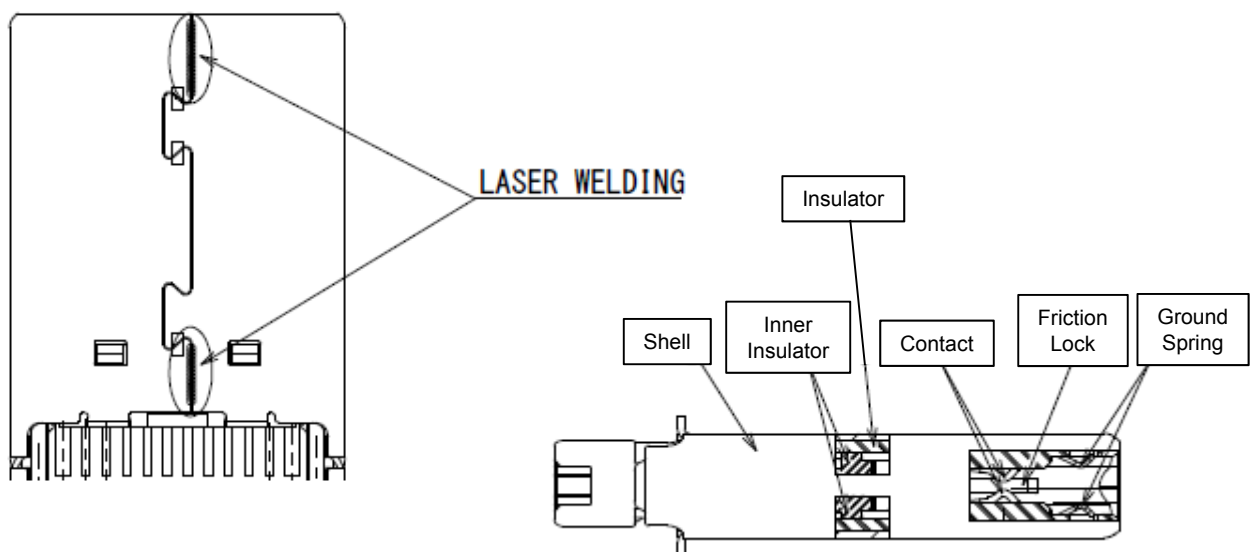 LASER WELDING
Insulator
Shell
Inner
Insulator
Contact
Friction
Lock
Ground
Spring